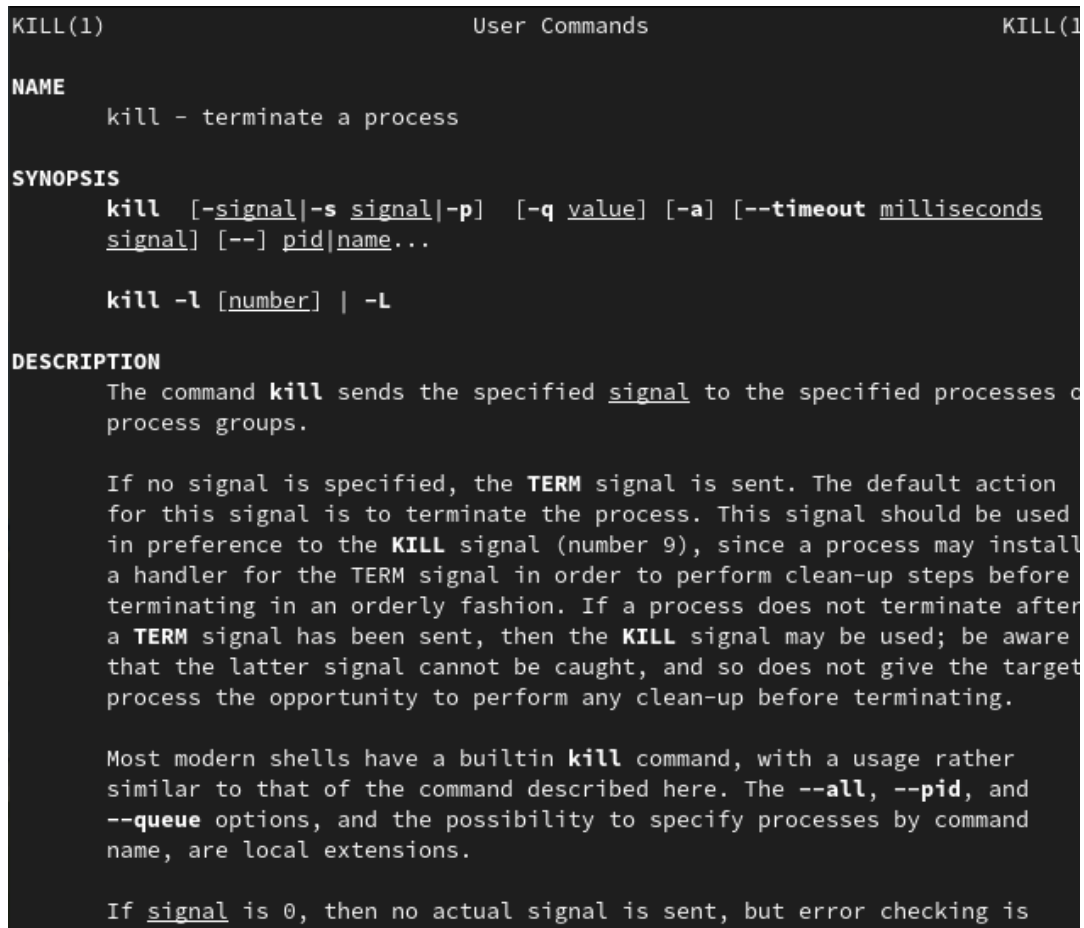 KILL(1) User Commands KILL(1
NAME
kill - terminate a process
SYNOPSIS
kill [-signal|-s signal|-p] [-q value] [-a] [--timeout milliseconds
signal] [--] pid|name...
kill -l [number] | -L
DESCRIPTION
The command kill sends the specified signal to the specified processes o
process groups.
If no signal is specified, the TERM signal is sent. The default action
for this signal is to terminate the process. This signal should be used
in preference to the KILL signal (number 9), since a process may install
a handler for the TERM signal in order to perform clean-up steps before
terminating in an orderly fashion. If a process does not terminate after
a TERM signal has been sent, then the KILL signal may be used; be aware
that the latter signal cannot be caught, and so does not give the target
process the opportunity to perform any clean-up before terminating.
Most modern shells have a builtin kill command, with a usage rather
similar to that of the command described here. The --all, --pid, and
--queue options, and the possibility to specify processes by command
name, are local extensions.
If signal is 0, then no actual signal is sent, but error checking is